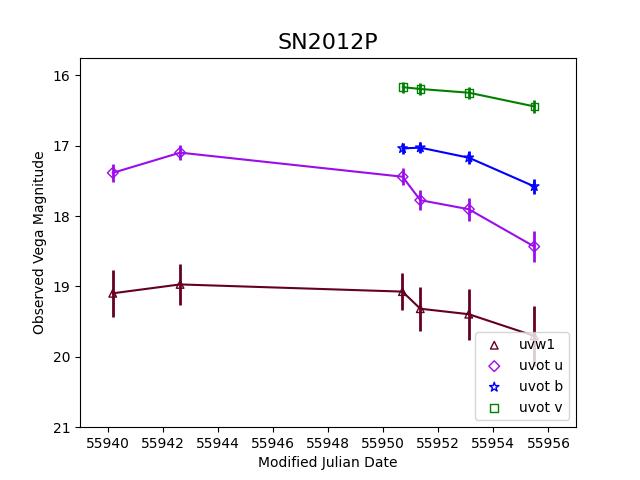 SN2012P
Observed Vega Magnitude
16
17
18
19
20
21
55940 55942 55944 55946 55948 55950 55952 55954 55956
Modified Julian Date
uvw1
uvot u
uvot b
uvot v